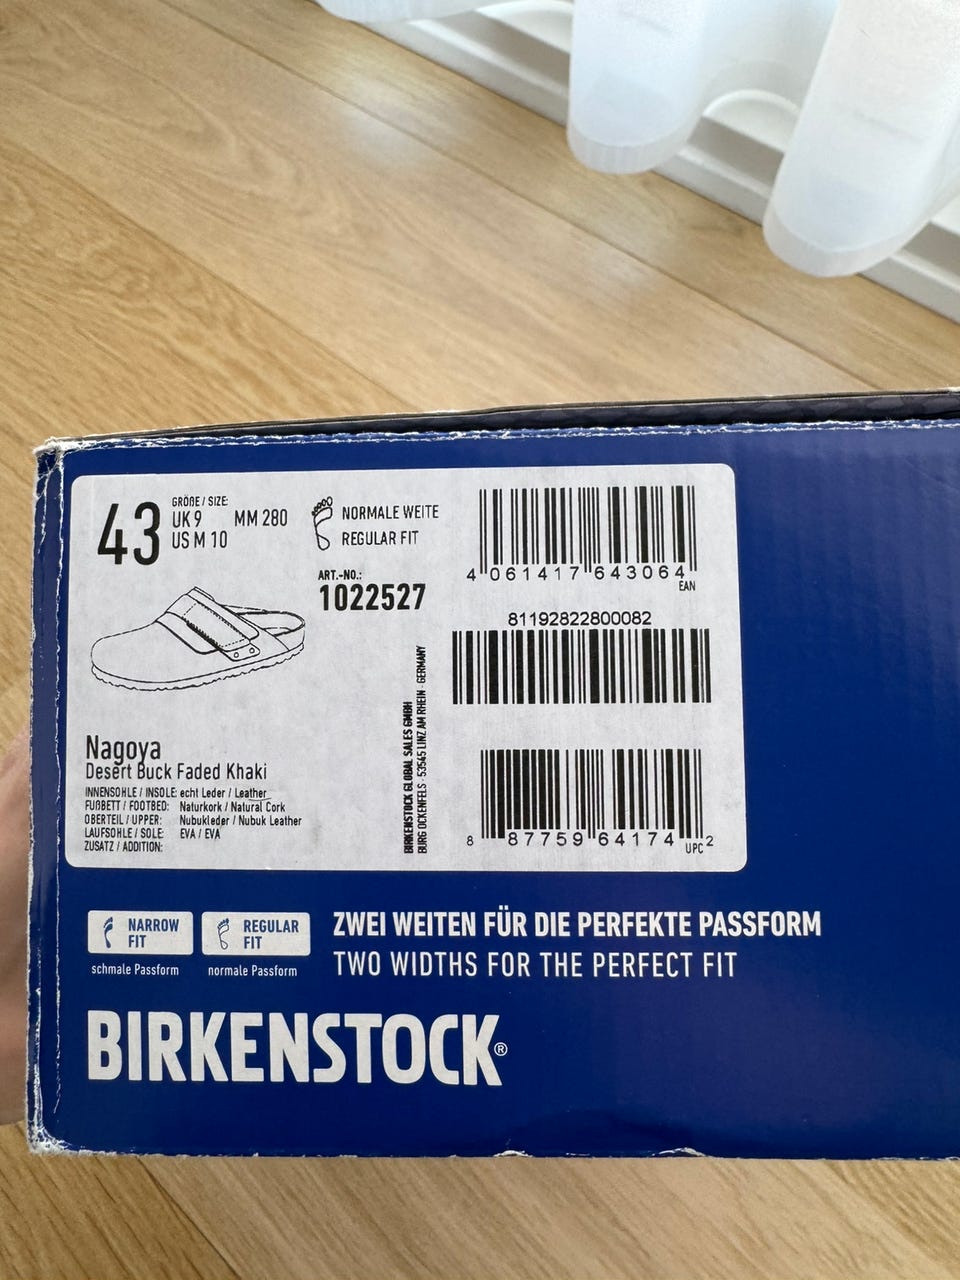 43
GRÖßE / SIZE:
UK 9 MM 280
US M 10
NORMALE WEITE
REGULAR FIT
ART.-NO.:
1022527
4 061417 643064
EAN
81192822800082
8 87759 64174 2
UPC
BIRKENSTOCK GLOBAL SALES GMBH
BURG OCKENFELS · 53545 LINZ AM RHEIN · GERMANY
Nagoya
Desert Buck Faded Khaki
INNENSOHLE / INSOLE: echt Leder / Leather
FUßBETT / FOOTBED: Naturkork / Natural Cork
OBERTEIL / UPPER: Nubukleder / Nubuk Leather
LAUFSOHLE / SOLE: EVA / EVA
ZUSATZ / ADDITION:
NARROW
FIT
schmale Passform
REGULAR
FIT
normale Passform
ZWEI WEITEN FÜR DIE PERFEKTE PASSFORM
TWO WIDTHS FOR THE PERFECT FIT
BIRKENSTOCK®